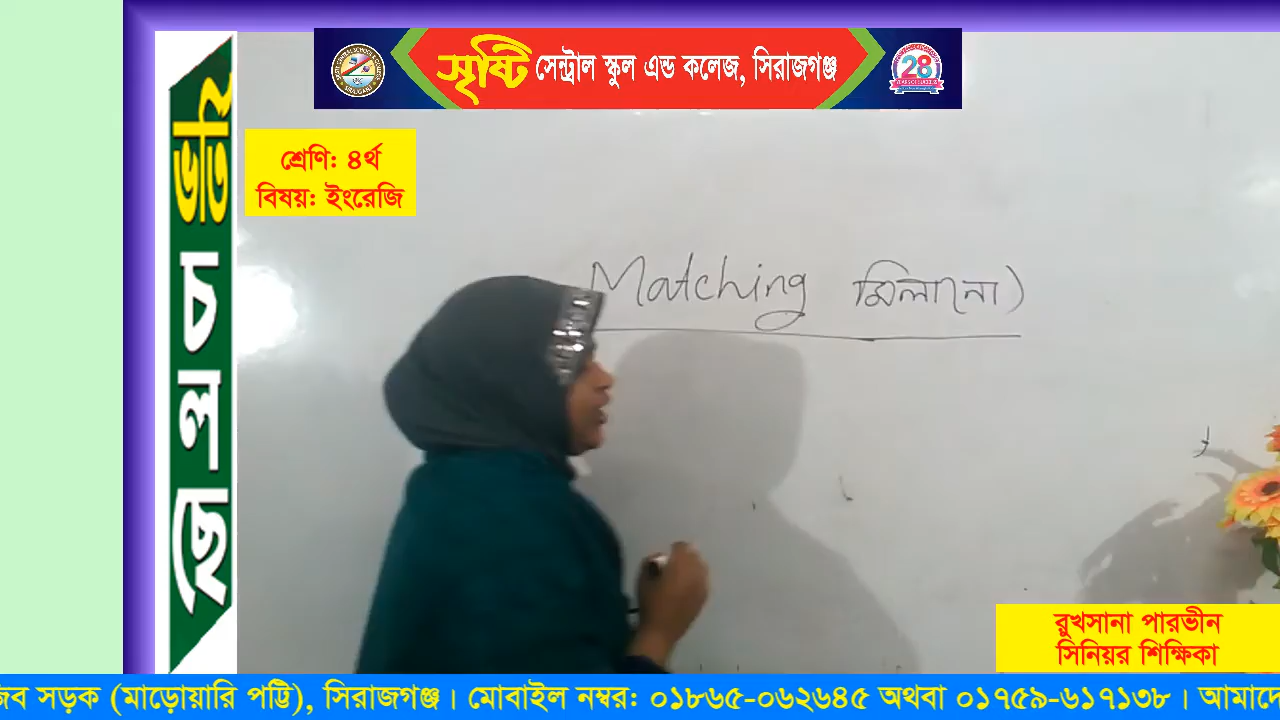 সৃষ্টি সেন্ট্রাল স্কুল এন্ড কলেজ, সিরাজগঞ্জ
28
শ্রেণি: ৪র্থ
বিষয়: ইংরেজি
ভর্তি চলছে
Matching মিলানো)
রুখসানা পারভীন
সিনিয়র শিক্ষিকা
সড়ক (মাড়োয়ারি পট্টি), সিরাজগঞ্জ। মোবাইল নম্বর: ০১৮৬৫-০৬২৬৪৫ অথবা ০১৭৫৯-৬১৭১৩৮। আমাদে